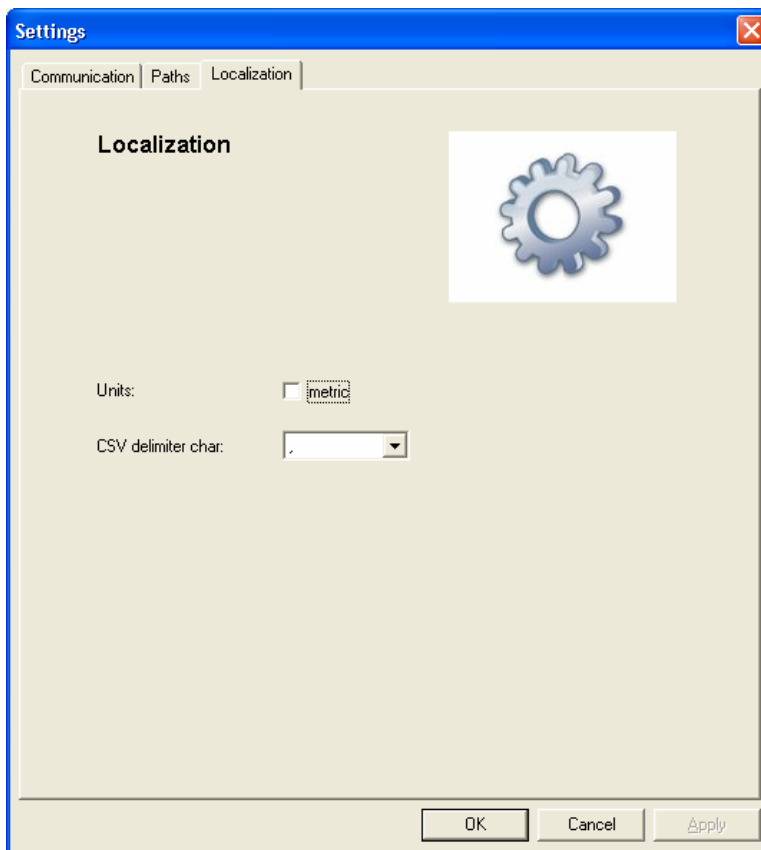 Settings
Communication Paths Localization
Localization
Units: metric
CSV delimiter char: ,
OK Cancel Apply